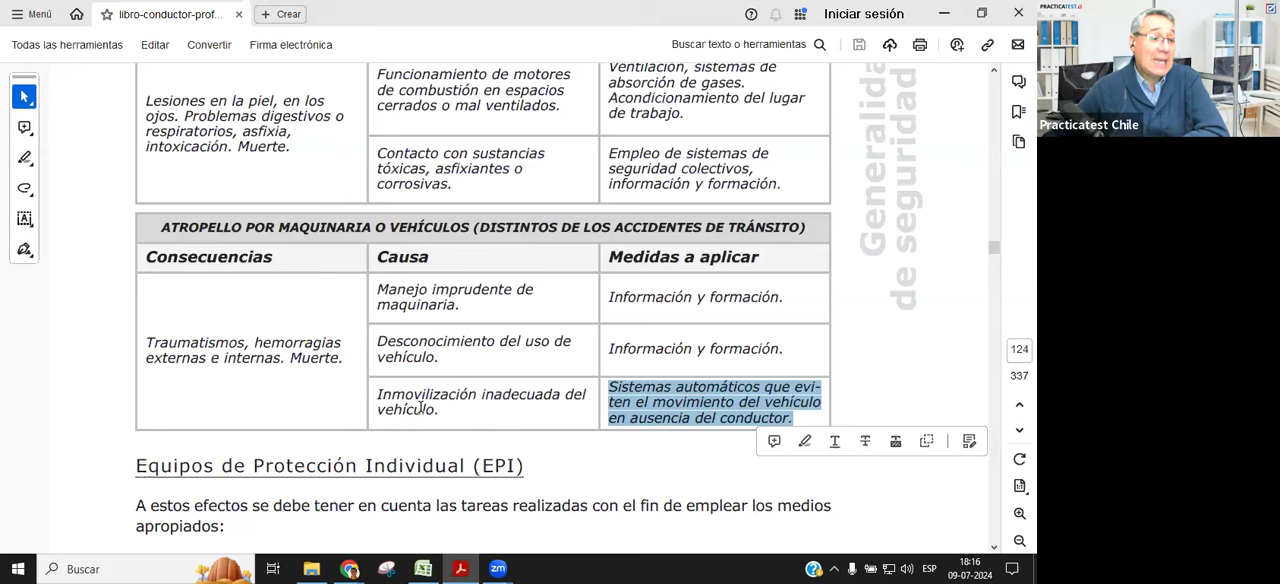 Menú
libro-conductor-prof...
Crear
Iniciar sesión
Todas las herramientas
Editar
Convertir
Firma electrónica
Buscar texto o herramientas
PRACTICATEST.cl
Practicatest Chile
Lesiones en la piel, en los
ojos. Problemas digestivos o
respiratorios, asfixia,
intoxicación. Muerte.
Funcionamiento de motores
de combustión en espacios
cerrados o mal ventilados.
Ventilación, sistemas de
absorción de gases.
Acondicionamiento del lugar
de trabajo.
Contacto con sustancias
tóxicas, asfixiantes o
corrosivas.
Empleo de sistemas de
seguridad colectivos,
información y formación.
Generalida
de seguridad
ATROPELLO POR MAQUINARIA O VEHÍCULOS (DISTINTOS DE LOS ACCIDENTES DE TRÁNSITO)
Consecuencias
Causa
Medidas a aplicar
Traumatismos, hemorragias
externas e internas. Muerte.
Manejo imprudente de
maquinaria.
Información y formación.
Desconocimiento del uso de
vehículo.
Información y formación.
Inmovilización inadecuada del
vehículo.
Sistemas automáticos que evi-
ten el movimiento del vehículo
en ausencia del conductor.
124
337
Equipos de Protección Individual (EPI)
A estos efectos se debe tener en cuenta las tareas realizadas con el fin de emplear los medios
apropiados:
Buscar
ESP
18:16
09-07-2024